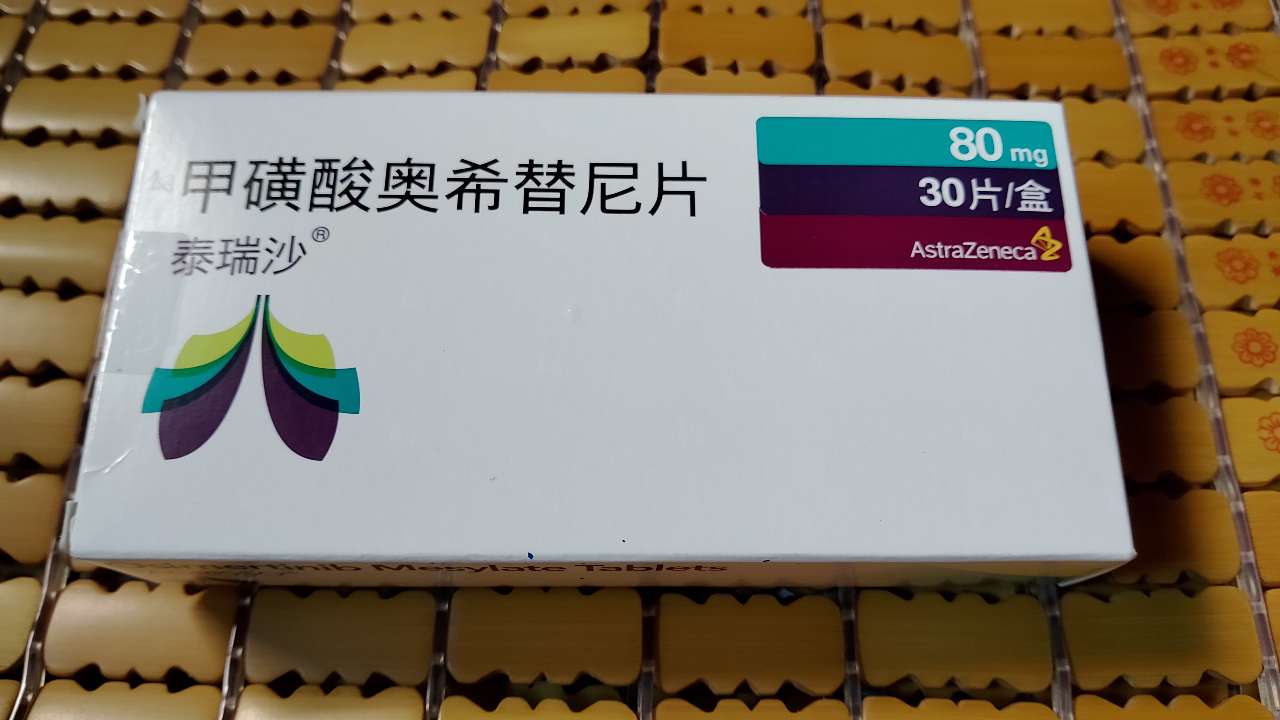 甲磺酸奥希替尼片
泰瑞沙®
80 mg
30片/盒
AstraZeneca
Mesylate Tablets